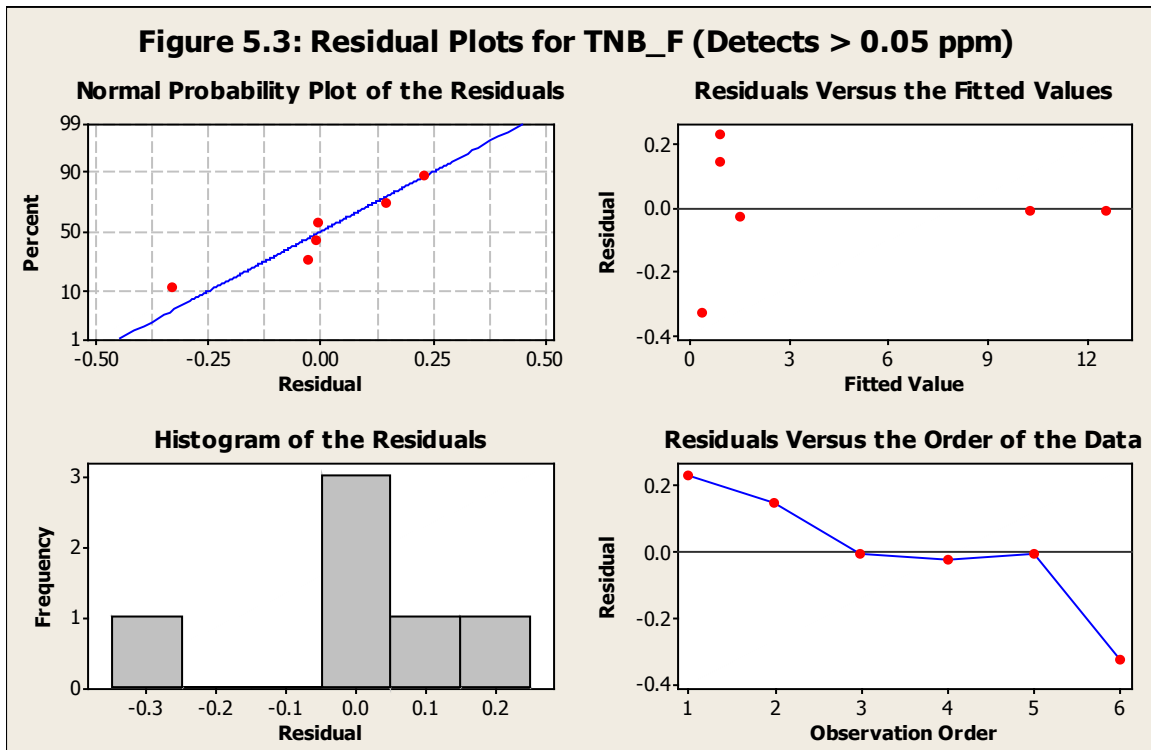 Figure 5.3: Residual Plots for TNB_F (Detects > 0.05 ppm)
Normal Probability Plot of the Residuals
99
90
50
10
1
Percent
-0.50 -0.25 0.00 0.25 0.50
Residual
Residuals Versus the Fitted Values
0.2
0.0
-0.2
-0.4
Residual
0 3 6 9 12
Fitted Value
Histogram of the Residuals
3
2
1
0
Frequency
-0.3 -0.2 -0.1 0.0 0.1 0.2
Residual
Residuals Versus the Order of the Data
0.2
0.0
-0.2
-0.4
Residual
1 2 3 4 5 6
Observation Order